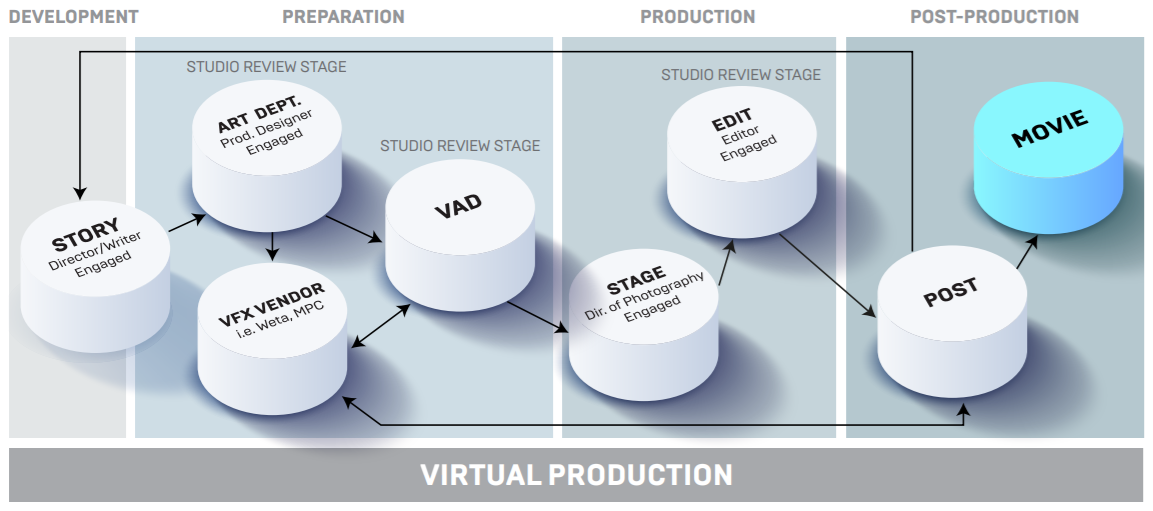 DEVELOPMENT
PREPARATION
PRODUCTION
POST-PRODUCTION
STUDIO REVIEW STAGE
ART DEPT.
Prod. Designer
Engaged
STUDIO REVIEW STAGE
VAD
STORY
Director/Writer
Engaged
VFX VENDOR
i.e. Weta, MPC
STUDIO REVIEW STAGE
EDIT
Editor
Engaged
STAGE
Dir. of Photography
Engaged
MOVIE
POST
VIRTUAL PRODUCTION